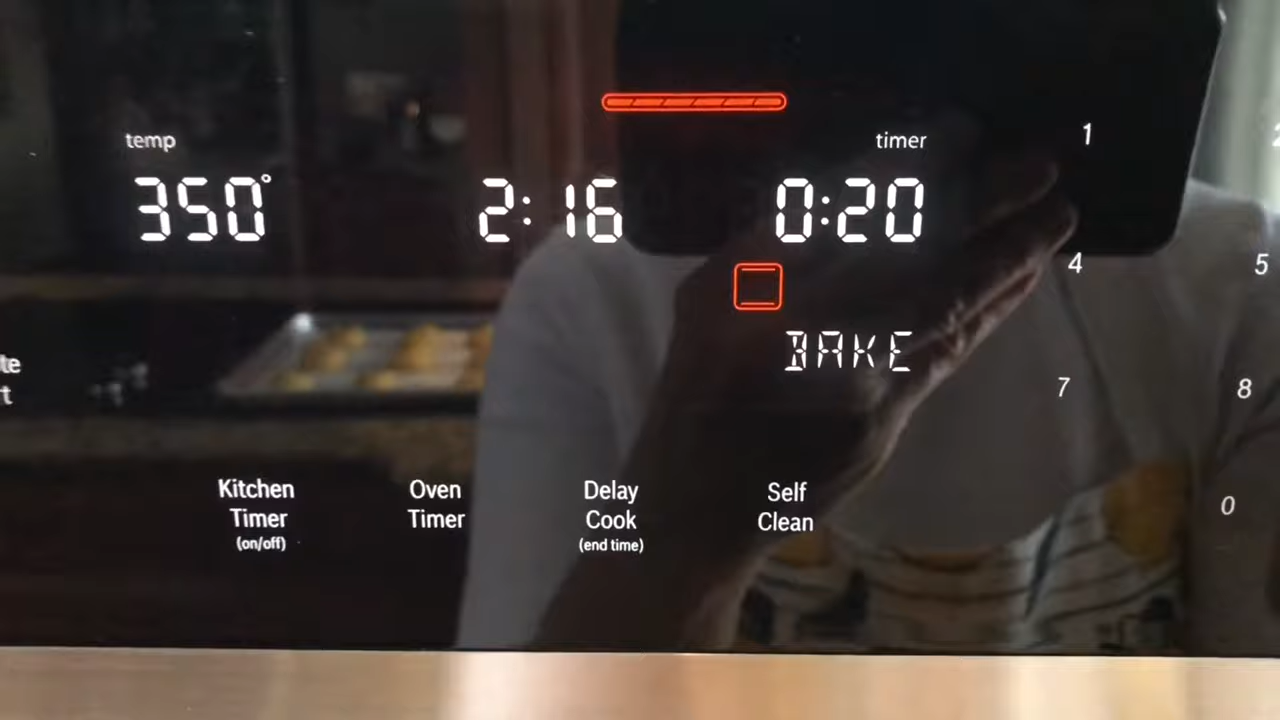 temp
timer
1
350°
2:16
0:20
4
5
BAKE
7
8
Kitchen
Timer
(on/off)
Oven
Timer
Delay
Cook
(end time)
Self
Clean
0